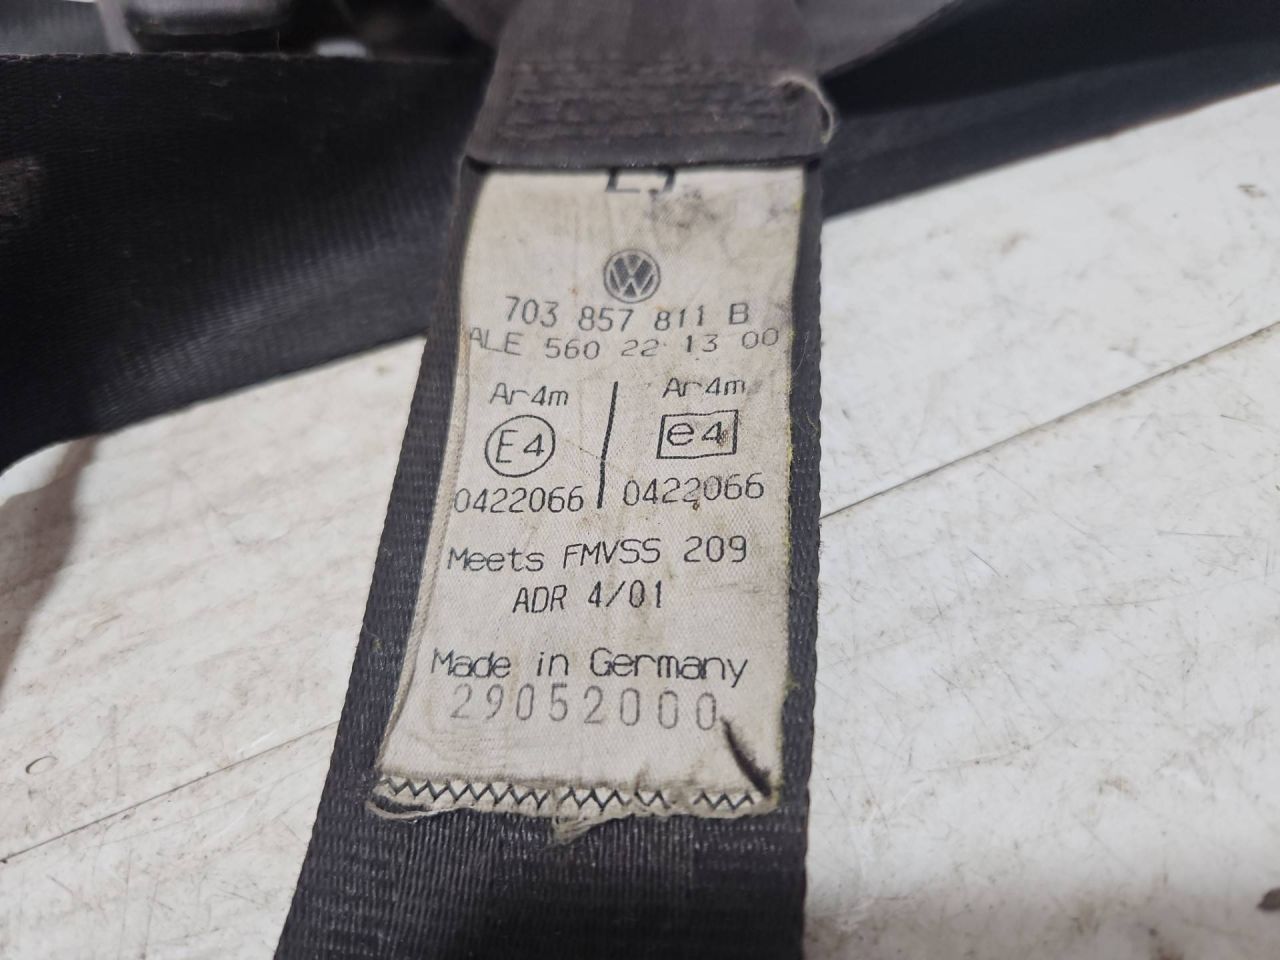 VW
703 857 811 B
ALE 560 22 13 00
Ar4m Ar4m
E4 e4
0422066 0422066
Meets FMVSS 209
ADR 4/01
Made in Germany
29052000